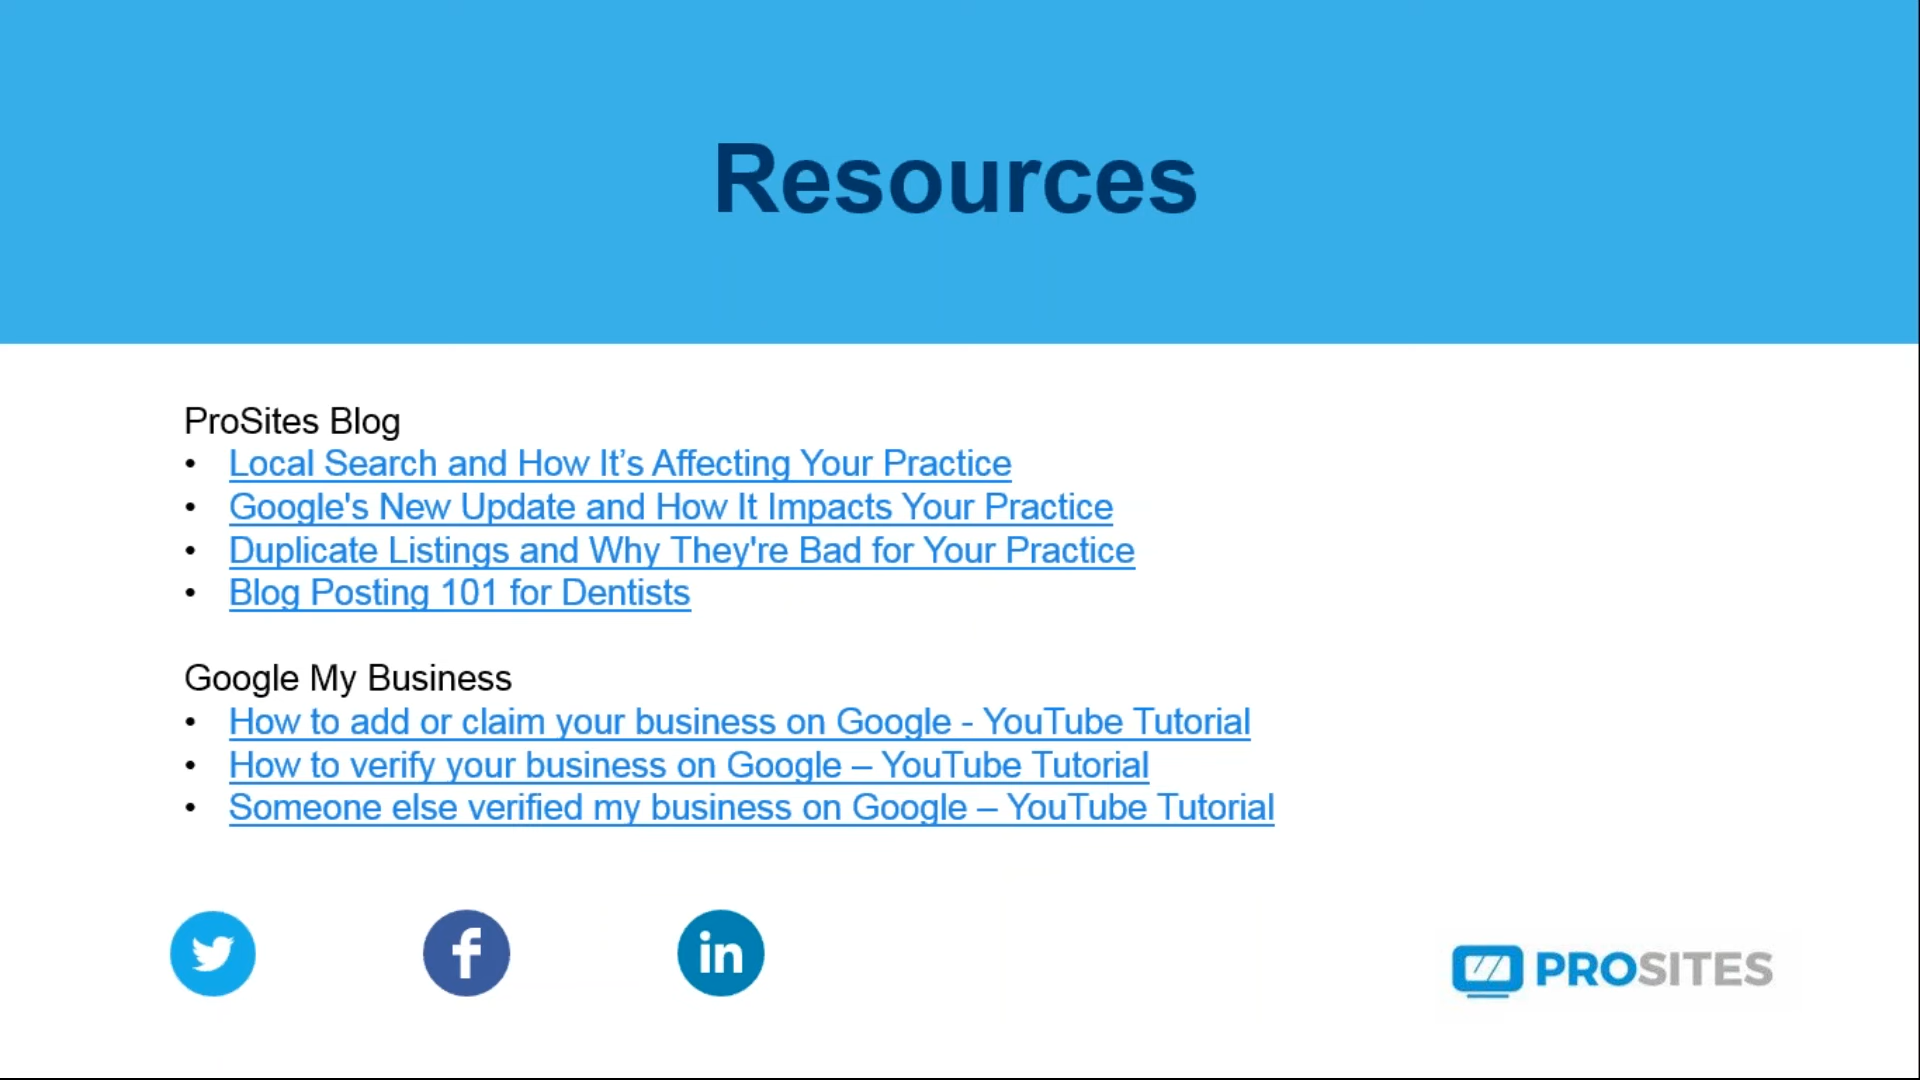 Resources
ProSites Blog
• Local Search and How It’s Affecting Your Practice
• Google's New Update and How It Impacts Your Practice
• Duplicate Listings and Why They're Bad for Your Practice
• Blog Posting 101 for Dentists
Google My Business
• How to add or claim your business on Google - YouTube Tutorial
• How to verify your business on Google – YouTube Tutorial
• Someone else verified my business on Google – YouTube Tutorial
f
in
PROSITES